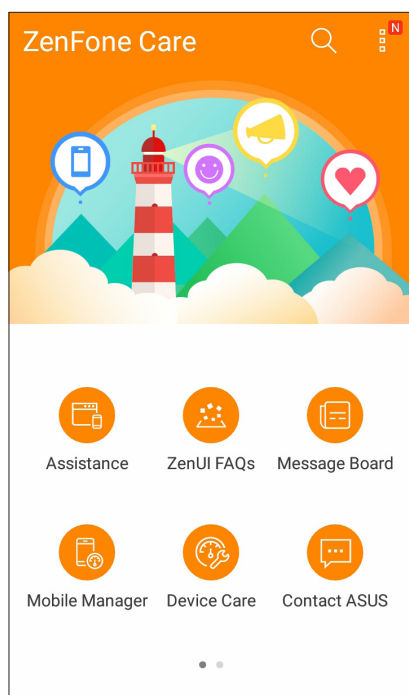 ZenFone Care
N
Assistance
ZenUI FAQs
Message Board
Mobile Manager
Device Care
Contact ASUS